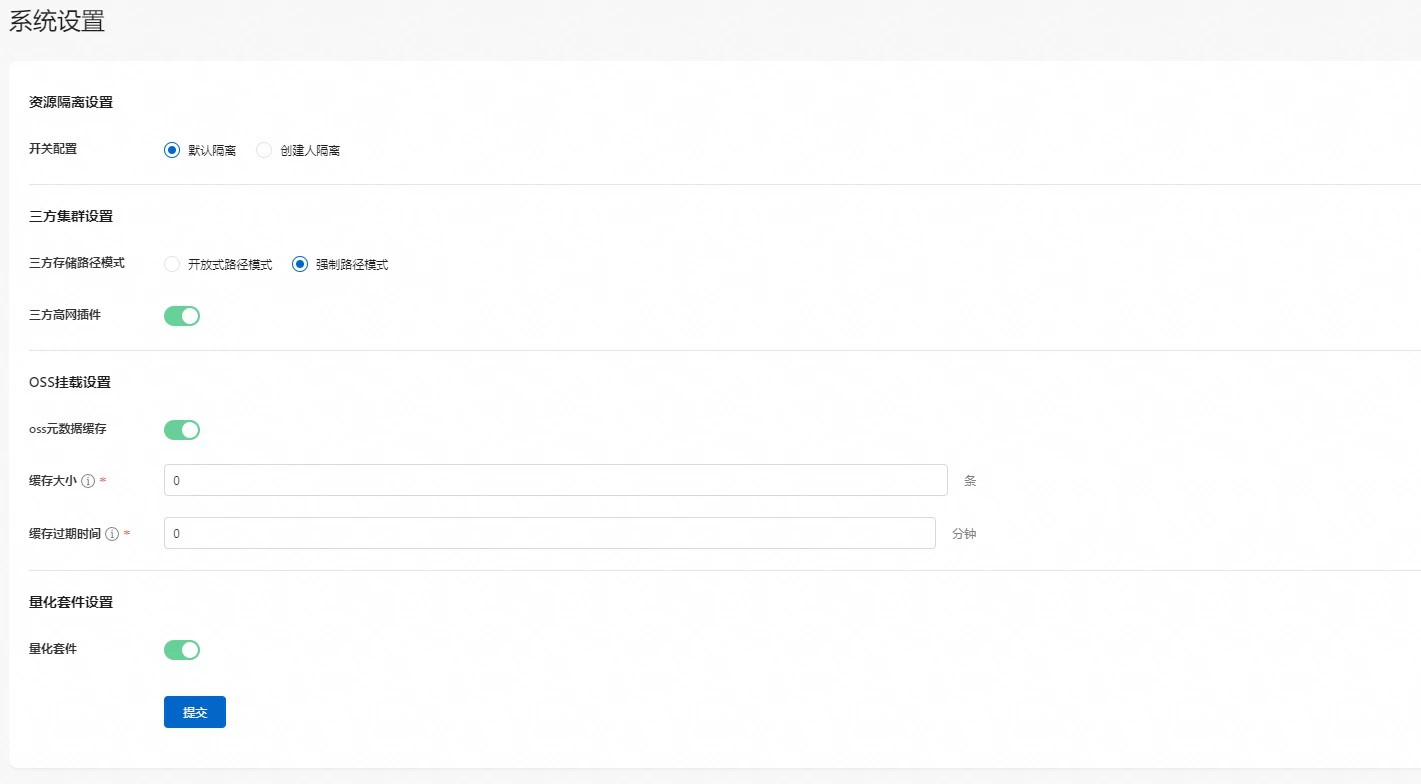 系统设置
资源隔离设置
开关配置 默认隔离 创建人隔离
三方集群设置
三方存储路径模式 开放式路径模式 强制路径模式
三方高网插件
OSS挂载设置
oss元数据缓存
缓存大小 * 0 条
缓存过期时间 * 0 分钟
量化套件设置
量化套件
提交